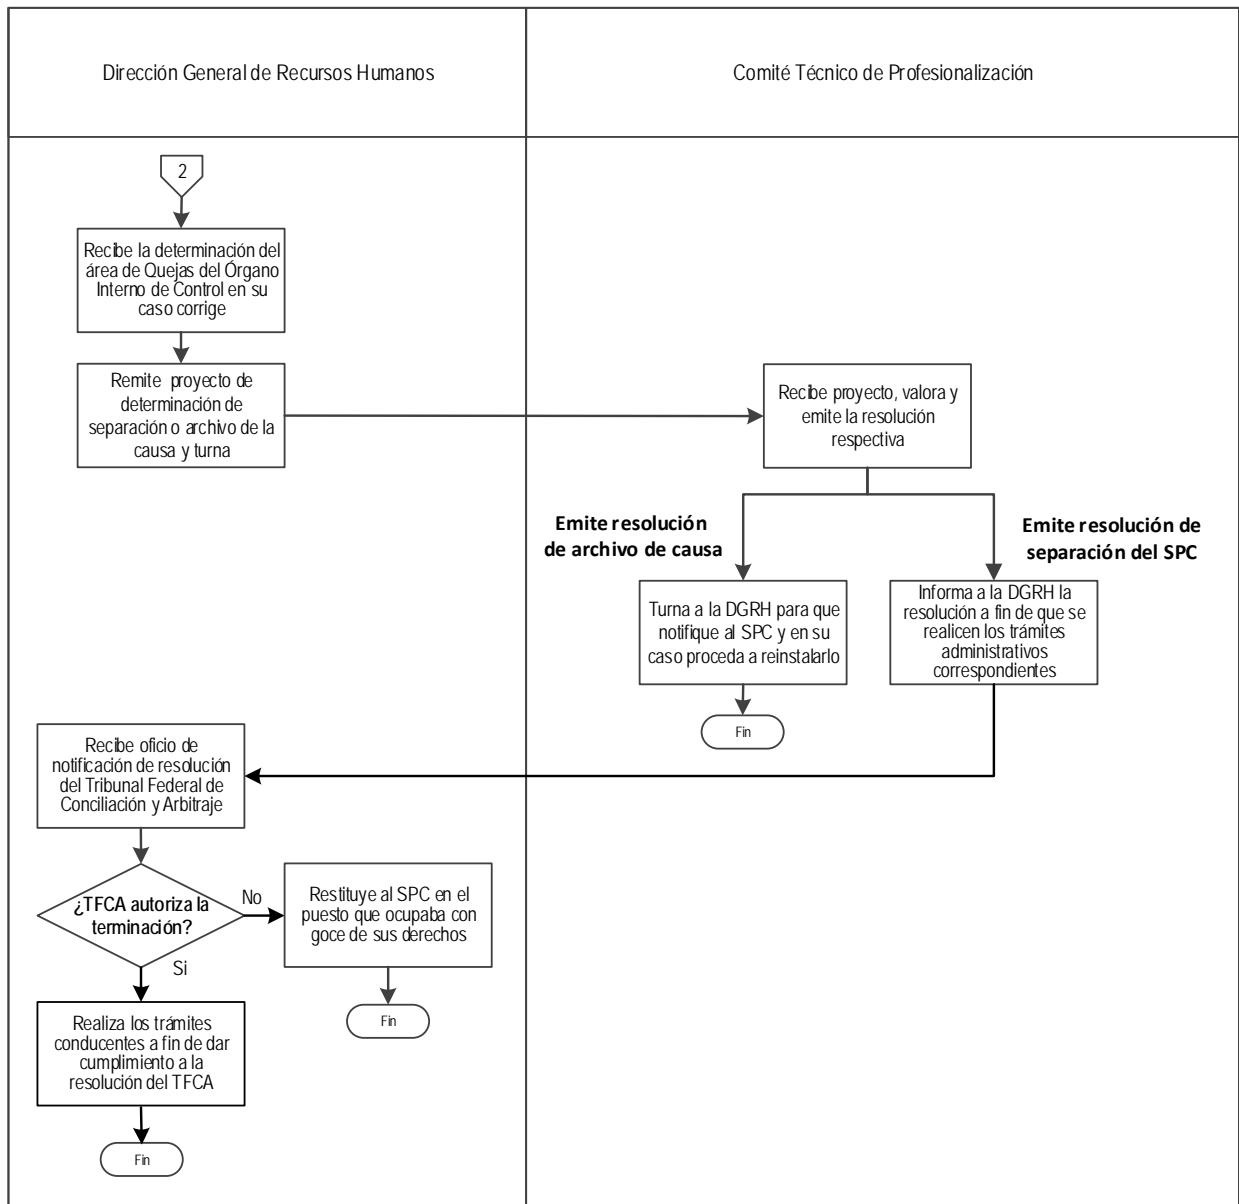 Dirección General de Recursos Humanos
Comité Técnico de Profesionalización
2
Recibe la determinación del
área de Quejas del Órgano
Interno de Control en su
caso corrige
Remite proyecto de
determinación de
separación o archivo de la
causa y turna
Recibe proyecto, valora y
emite la resolución
respectiva
Emite resolución
de archivo de causa
Emite resolución de
separación del SPC
Turna a la DGRH para que
notifique al SPC y en su
caso proceda a reinstalarlo
Informa a la DGRH la
resolución a fin de que se
realicen los trámites
administrativos
correspondientes
Fin
Recibe oficio de
notificación de resolución
del Tribunal Federal de
Conciliación y Arbitraje
¿TFCA autoriza la
terminación?
No
Restituye al SPC en el
puesto que ocupaba con
goce de sus derechos
Si
Fin
Realiza los trámites
conducentes a fin de dar
cumplimiento a la
resolución del TFCA
Fin